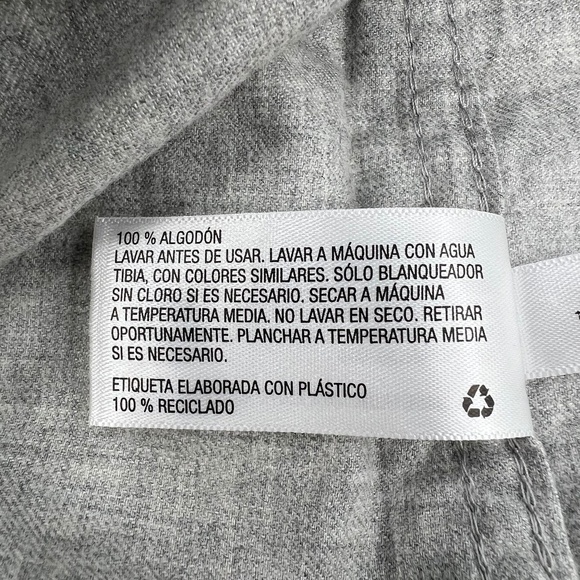 100 % ALGODÓN
LAVAR ANTES DE USAR. LAVAR A MÁQUINA CON AGUA
TIBIA, CON COLORES SIMILARES. SÓLO BLANQUEADOR
SIN CLORO SI ES NECESARIO. SECAR A MÁQUINA
A TEMPERATURA MEDIA. NO LAVAR EN SECO. RETIRAR
OPORTUNAMENTE. PLANCHAR A TEMPERATURA MEDIA
SI ES NECESARIO.
ETIQUETA ELABORADA CON PLÁSTICO
100 % RECICLADO